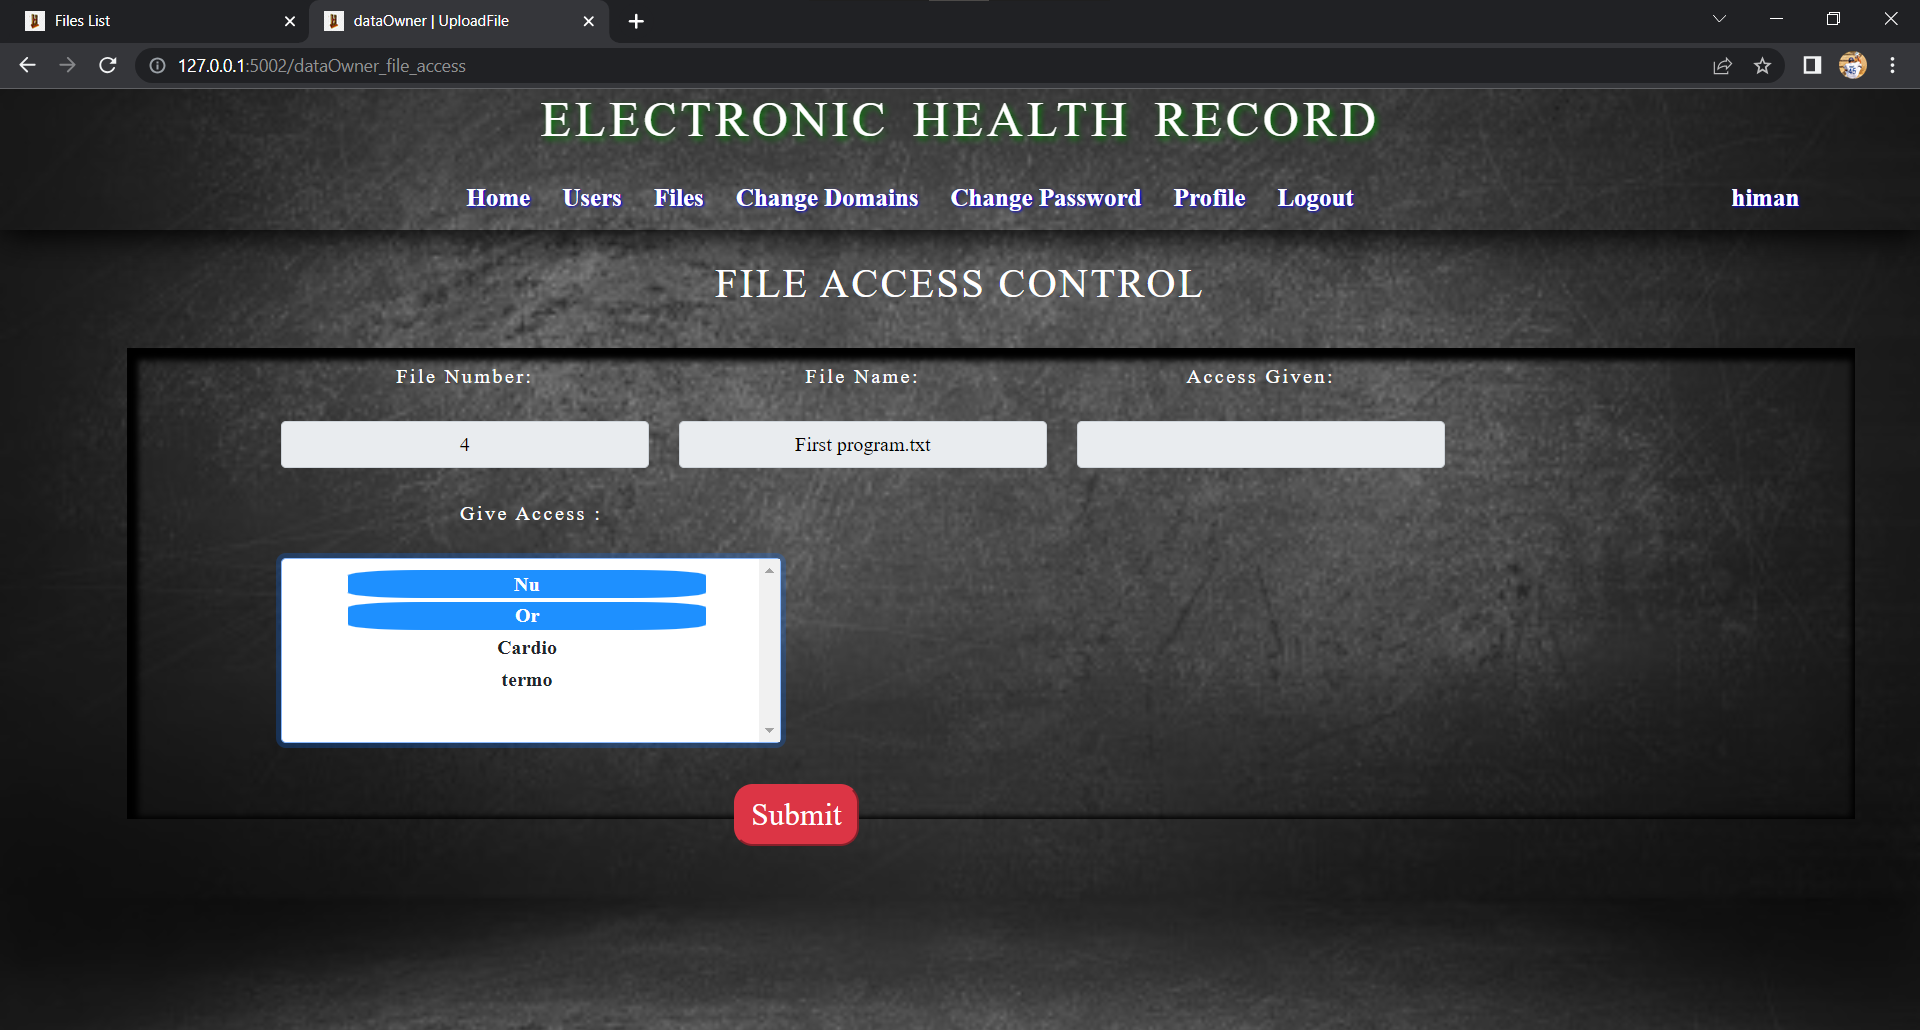 Files List
dataOwner | UploadFile
127.0.0.1:5002/dataOwner_file_access
ELECTRONIC HEALTH RECORD
Home Users Files Change Domains Change Password Profile Logout himan
FILE ACCESS CONTROL
File Number: File Name: Access Given:
4 First program.txt
Give Access :
Nu
Or
Cardio
termo
Submit